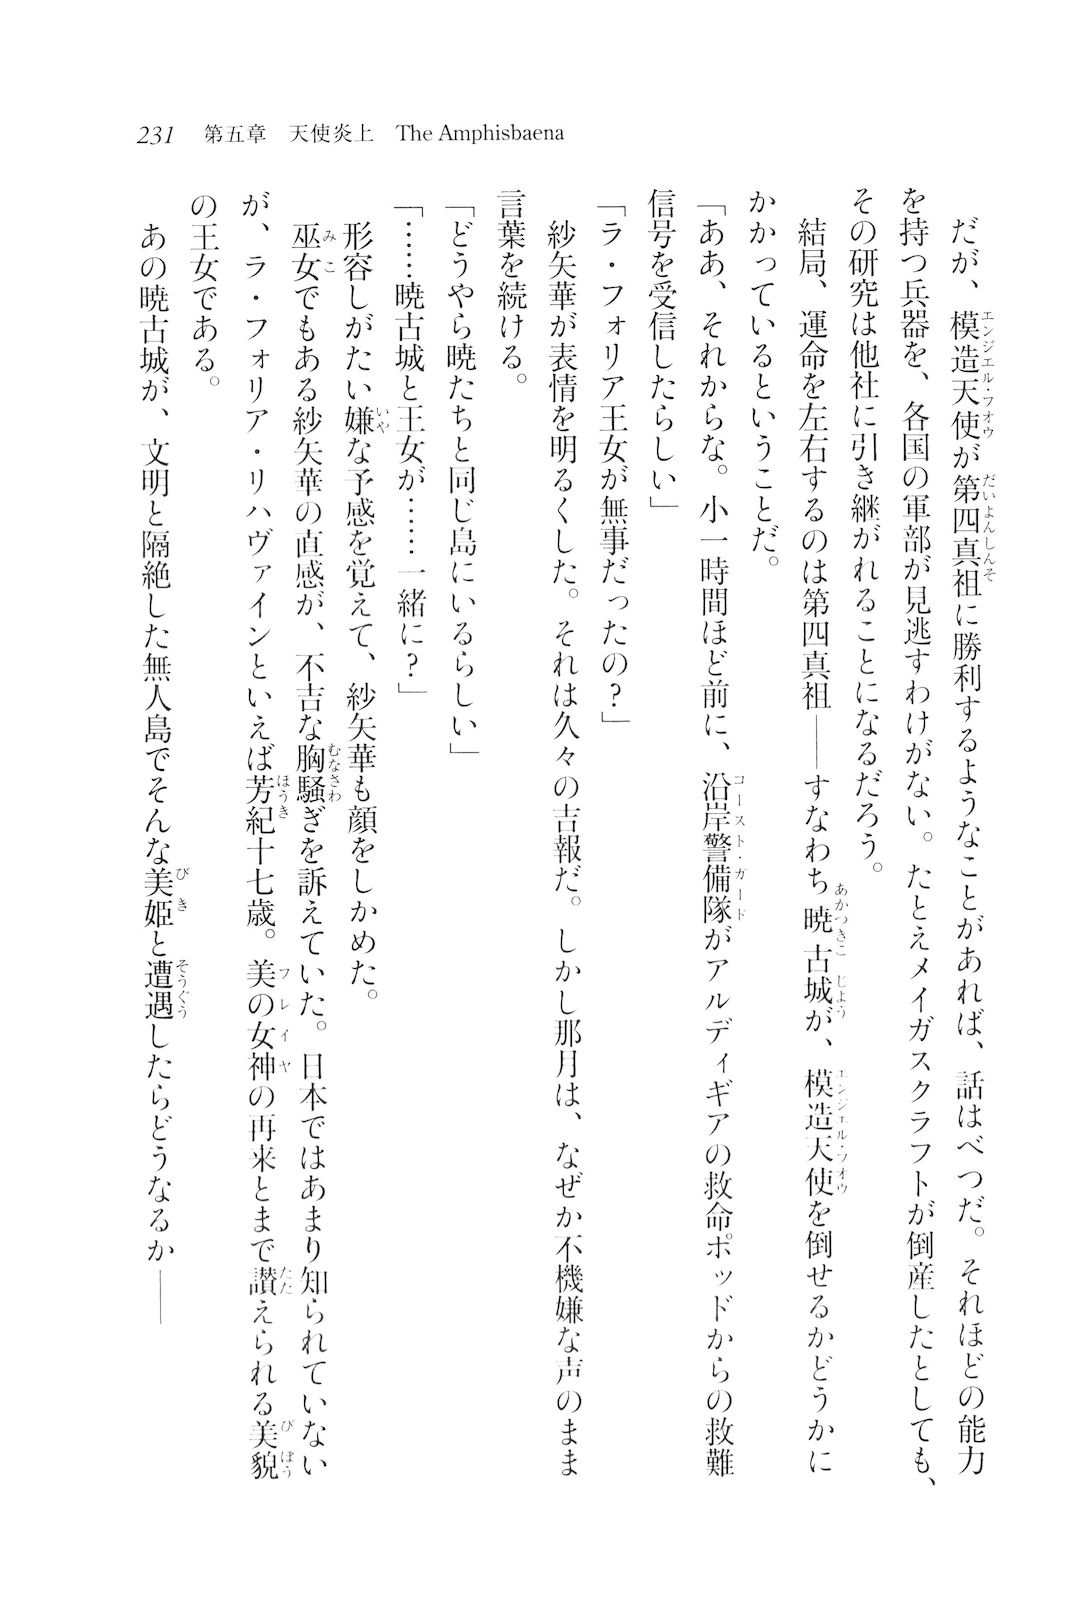 231　第五章　天使炎上　The Amphisbaena
だが、模造天使が第四真祖に勝利するようなことがあれば、話はべつだ。それほどの能力
を持つ兵器を、各国の軍部が見逃すわけがない。たとえメイガスクラフトが倒産したとしても、
その研究は他社に引き継がれることになるだろう。
結局、運命を左右するのは第四真祖――すなわち暁古城が、模造天使を倒せるかどうかに
かかっているということだ。
「ああ、それからな。小一時間ほど前に、沿岸警備隊がアルディギアの救命ポッドからの救難
信号を受信したらしい」
「ラ・フォリア王女が無事だったの？」
紗矢華が表情を明るくした。それは久々の吉報だ。しかし那月は、なぜか不機嫌な声のまま
言葉を続ける。
「どうやら暁たちと同じ島にいるらしい」
「……暁古城と王女が……一緒に？」
形容しがたい嫌な予感を覚えて、紗矢華も顔をしかめた。
巫女でもある紗矢華の直感が、不吉な胸騒ぎを訴えていた。日本ではあまり知られていない
が、ラ・フォリア・リハヴァインといえば芳紀十七歳。美の女神の再来とまで讃えられる美貌
の王女である。
あの暁古城が、文明と隔絶した無人島でそんな美姫と遭遇したらどうなるか――